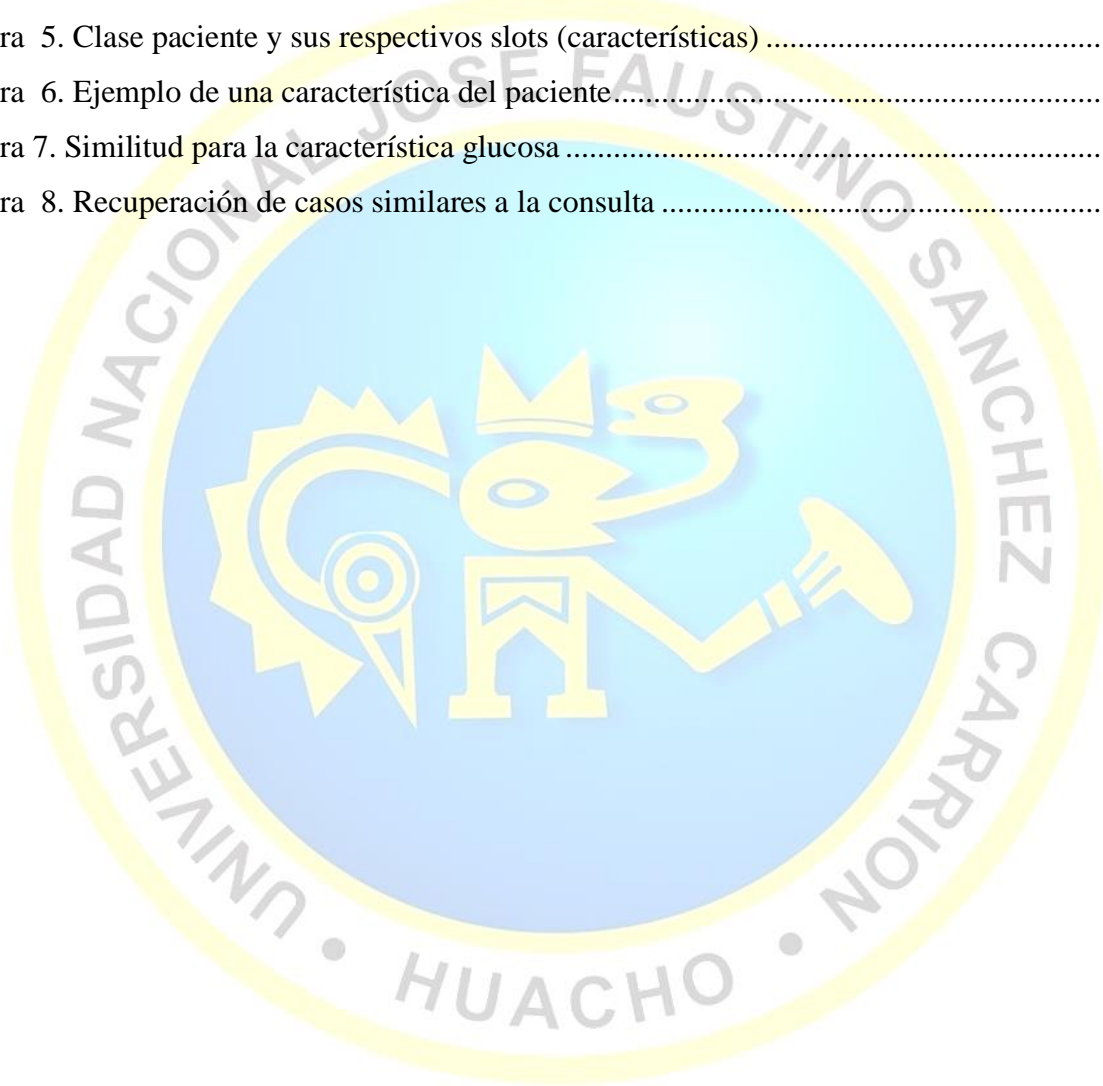 ra 5. Clase paciente y sus respectivos slots (características) ..........................................
ra 6. Ejemplo de una característica del paciente..............................................................
ra 7. Similitud para la característica glucosa ....................................................................
ra 8. Recuperación de casos similares a la consulta ........................................................
UNIVERSIDAD NACIONAL JOSE FAUSTINO SANCHEZ CARRION • HUACHO •